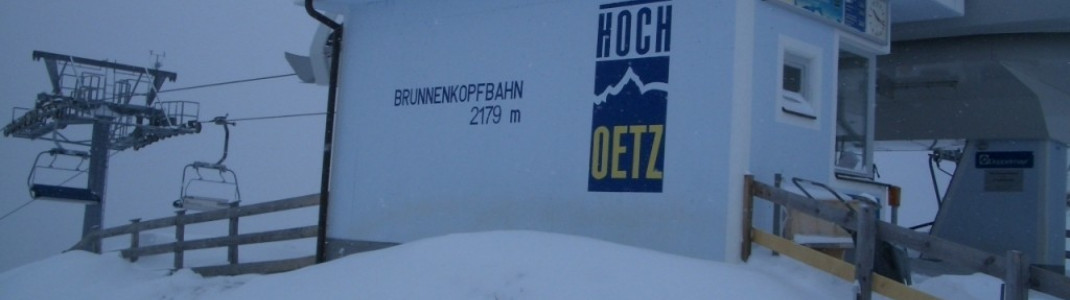 BRUNNENKOPFBAHN
2179 m
HOCH
OETZ